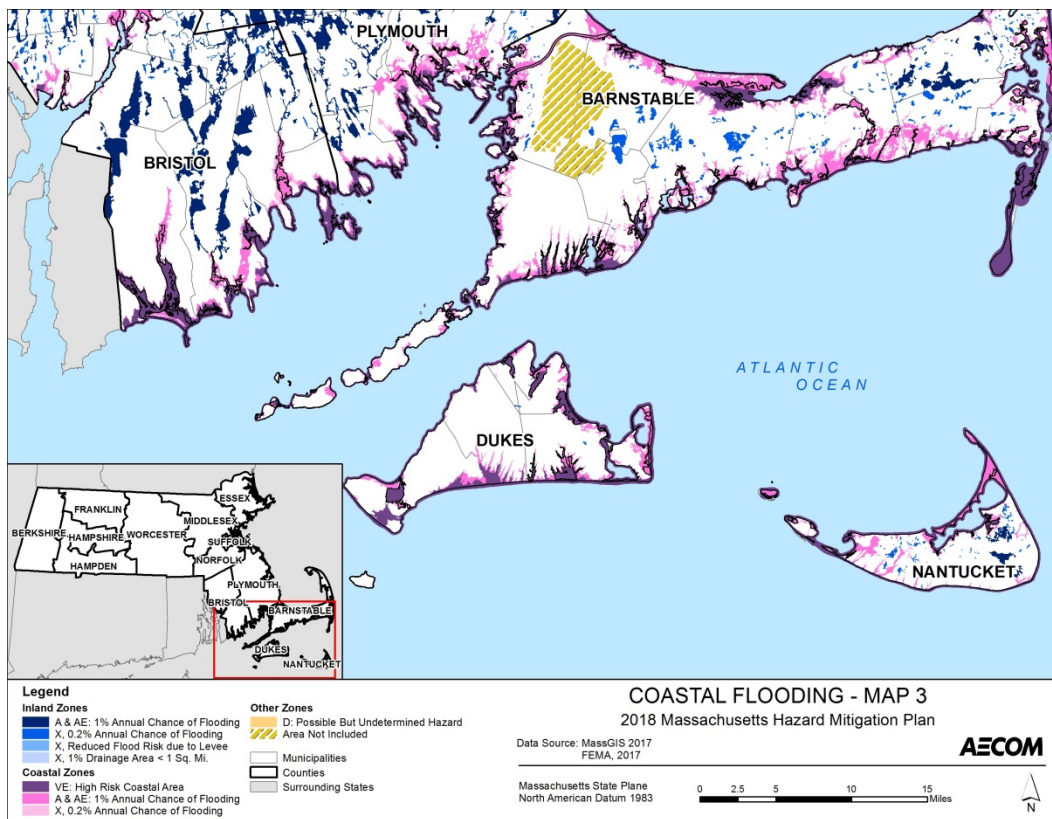 PLYMOUTH
BARNSTABLE
BRISTOL
ATLANTIC
OCEAN
DUKES
NANTUCKET
ESSEX
FRANKLIN
MIDDLESEX
BERKSHIRE
HAMPSHIRE
WORCESTER
SUFFOLK
HAMPDEN
NORFOLK
PLYMOUTH
BRISTOL
BARNSTABLE
DUKES
NANTUCKET
Legend
Inland Zones
A & AE: 1% Annual Chance of Flooding
X, 0.2% Annual Chance of Flooding
X, Reduced Flood Risk due to Levee
X, 1% Drainage Area < 1 Sq. Mi.
Coastal Zones
VE: High Risk Coastal Area
A & AE: 1% Annual Chance of Flooding
X, 0.2% Annual Chance of Flooding
Other Zones
D: Possible But Undetermined Hazard
Area Not Included
Municipalities
Counties
Surrounding States
COASTAL FLOODING - MAP 3
2018 Massachusetts Hazard Mitigation Plan
Data Source: MassGIS 2017
FEMA, 2017
AECOM
Massachusetts State Plane
North American Datum 1983
0 2.5 5 10 15
Miles
N